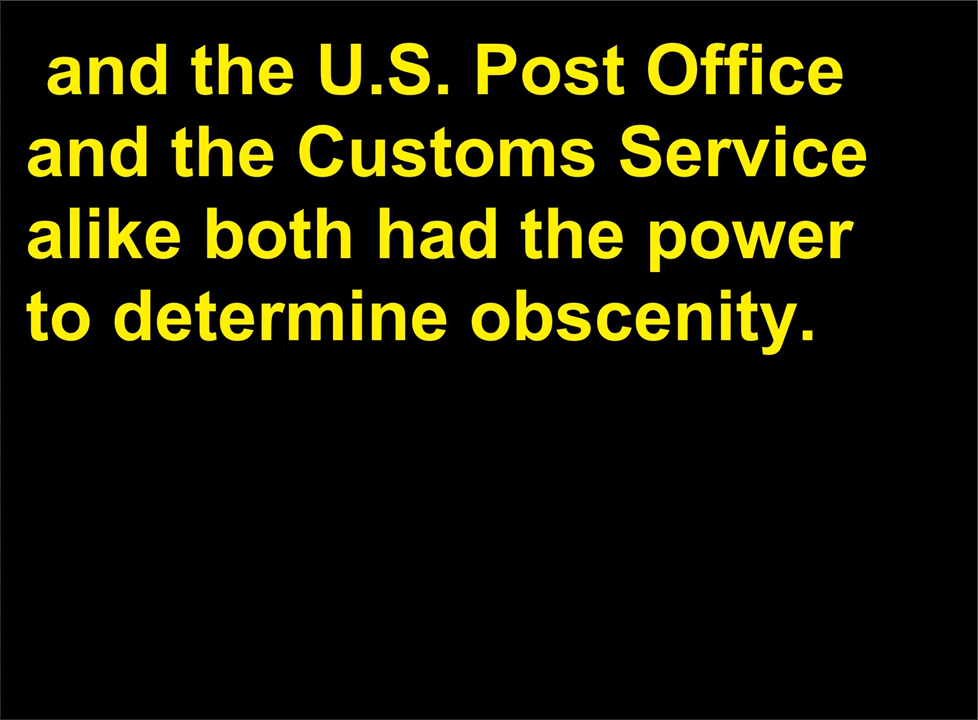 and the U.S. Post Office
and the Customs Service
alike both had the power
to determine obscenity.